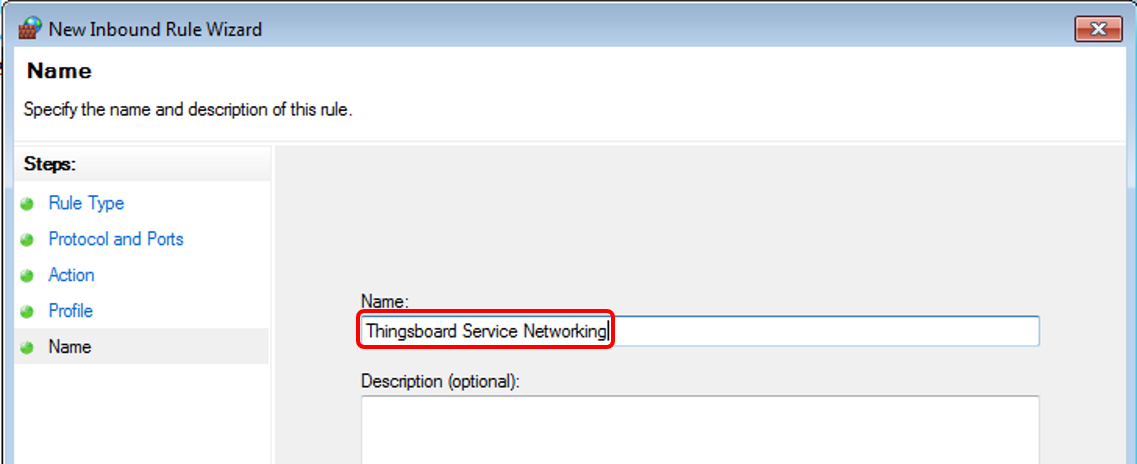 New Inbound Rule Wizard
Name
Specify the name and description of this rule.
Steps:
Rule Type
Protocol and Ports
Action
Profile
Name
Name:
Thingsboard Service Networking
Description (optional):